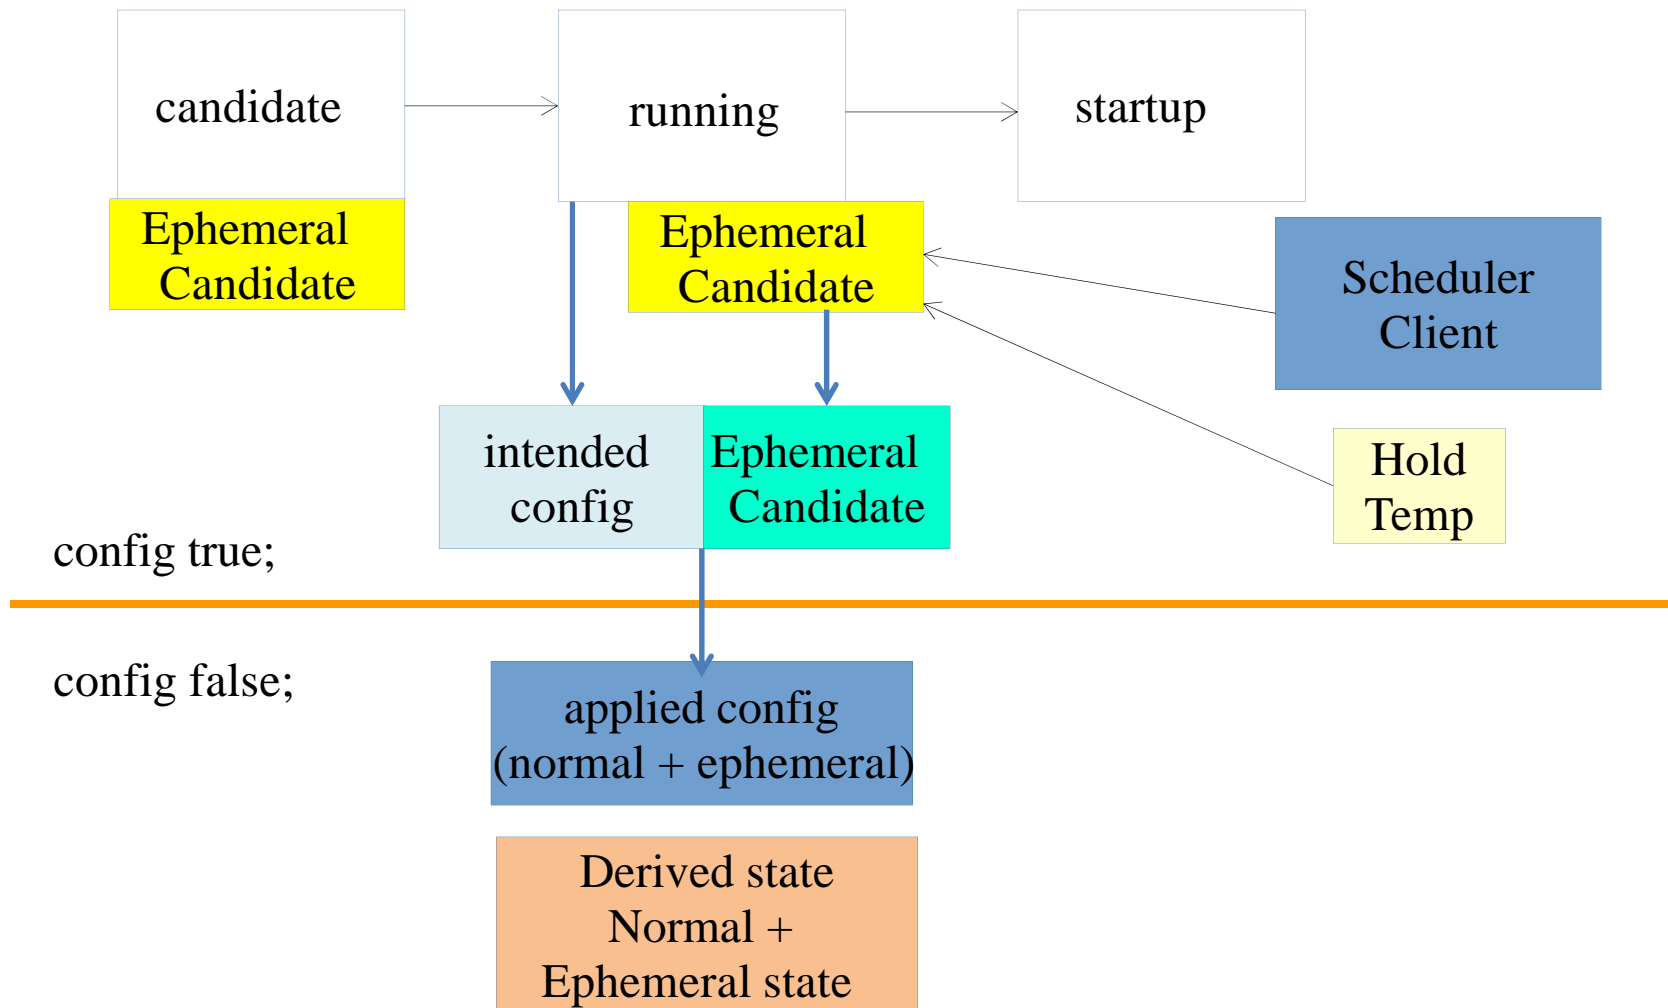 candidate
running
startup
Ephemeral
Candidate
Ephemeral
Candidate
Scheduler
Client
intended
config
Ephemeral
Candidate
Hold
Temp
config true;
config false;
applied config
(normal + ephemeral)
Derived state
Normal +
Ephemeral state